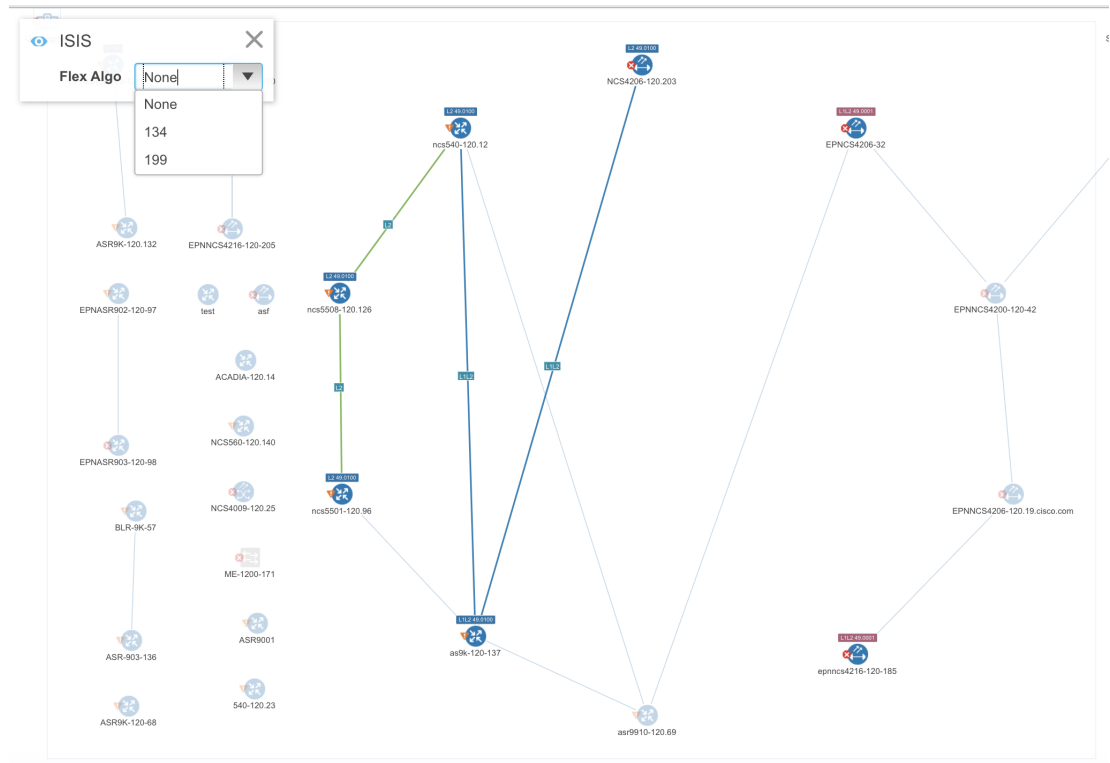 ISIS
Flex Algo None
None
134
199
L2 49.0100
NCS4206-120.203
L2 49.0100
ncs540-120.12
L1L2 49.0001
EPNCS4206-32
L2
ASR9K-120.132
EPNNCS4216-120-205
L2 49.0100
ncs5508-120.126
EPNASR902-120-97
test
asf
EPNNCS4200-120-42
L1L2
L1L2
ACADIA-120.14
L2
NCS560-120.140
EPNASR903-120-98
L2 49.0100
ncs5501-120.96
NCS4009-120.25
EPNNCS4206-120.19.cisco.com
BLR-9K-57
ME-1200-171
L1L2 49.0100
as9k-120-137
ASR9001
L1L2 49.0001
epnncs4216-120-185
ASR-903-136
540-120.23
ASR9K-120-68
asr9910-120.69